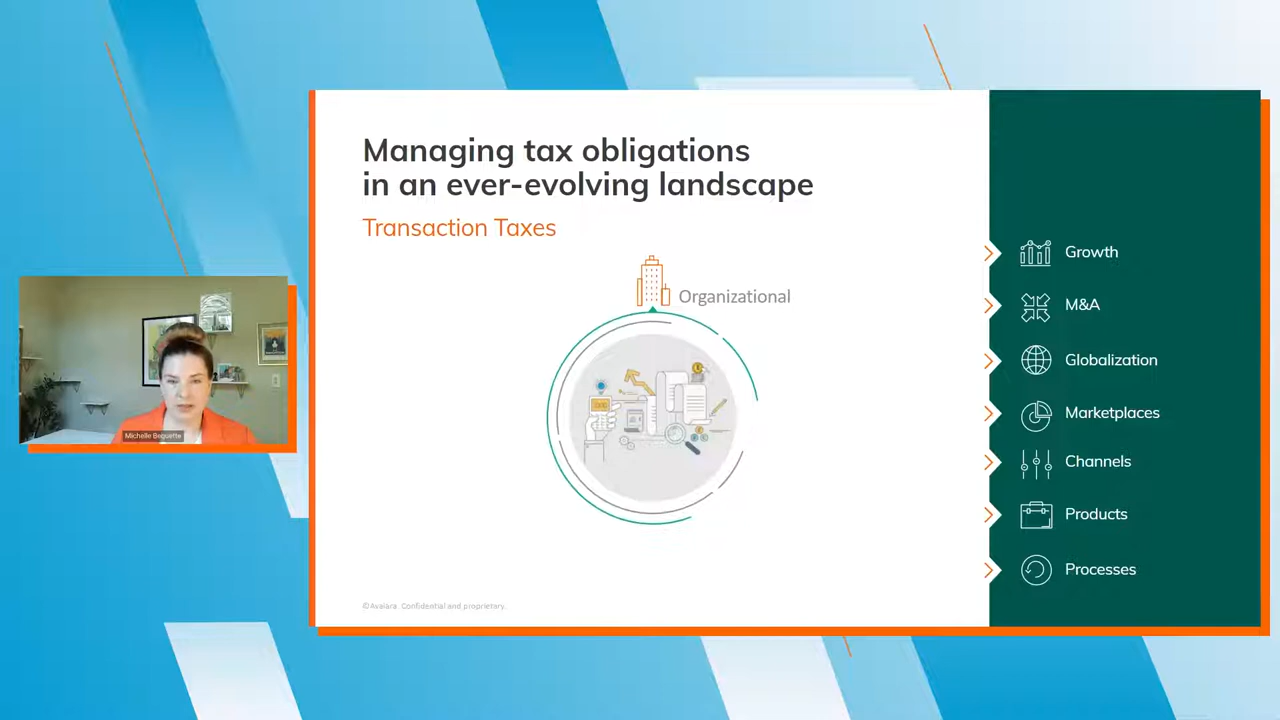 Managing tax obligations
in an ever-evolving landscape
Transaction Taxes
Organizational
Growth
M&A
Globalization
Marketplaces
Channels
Products
Processes
Michelle Beguette
©Avalara. Confidential and proprietary.